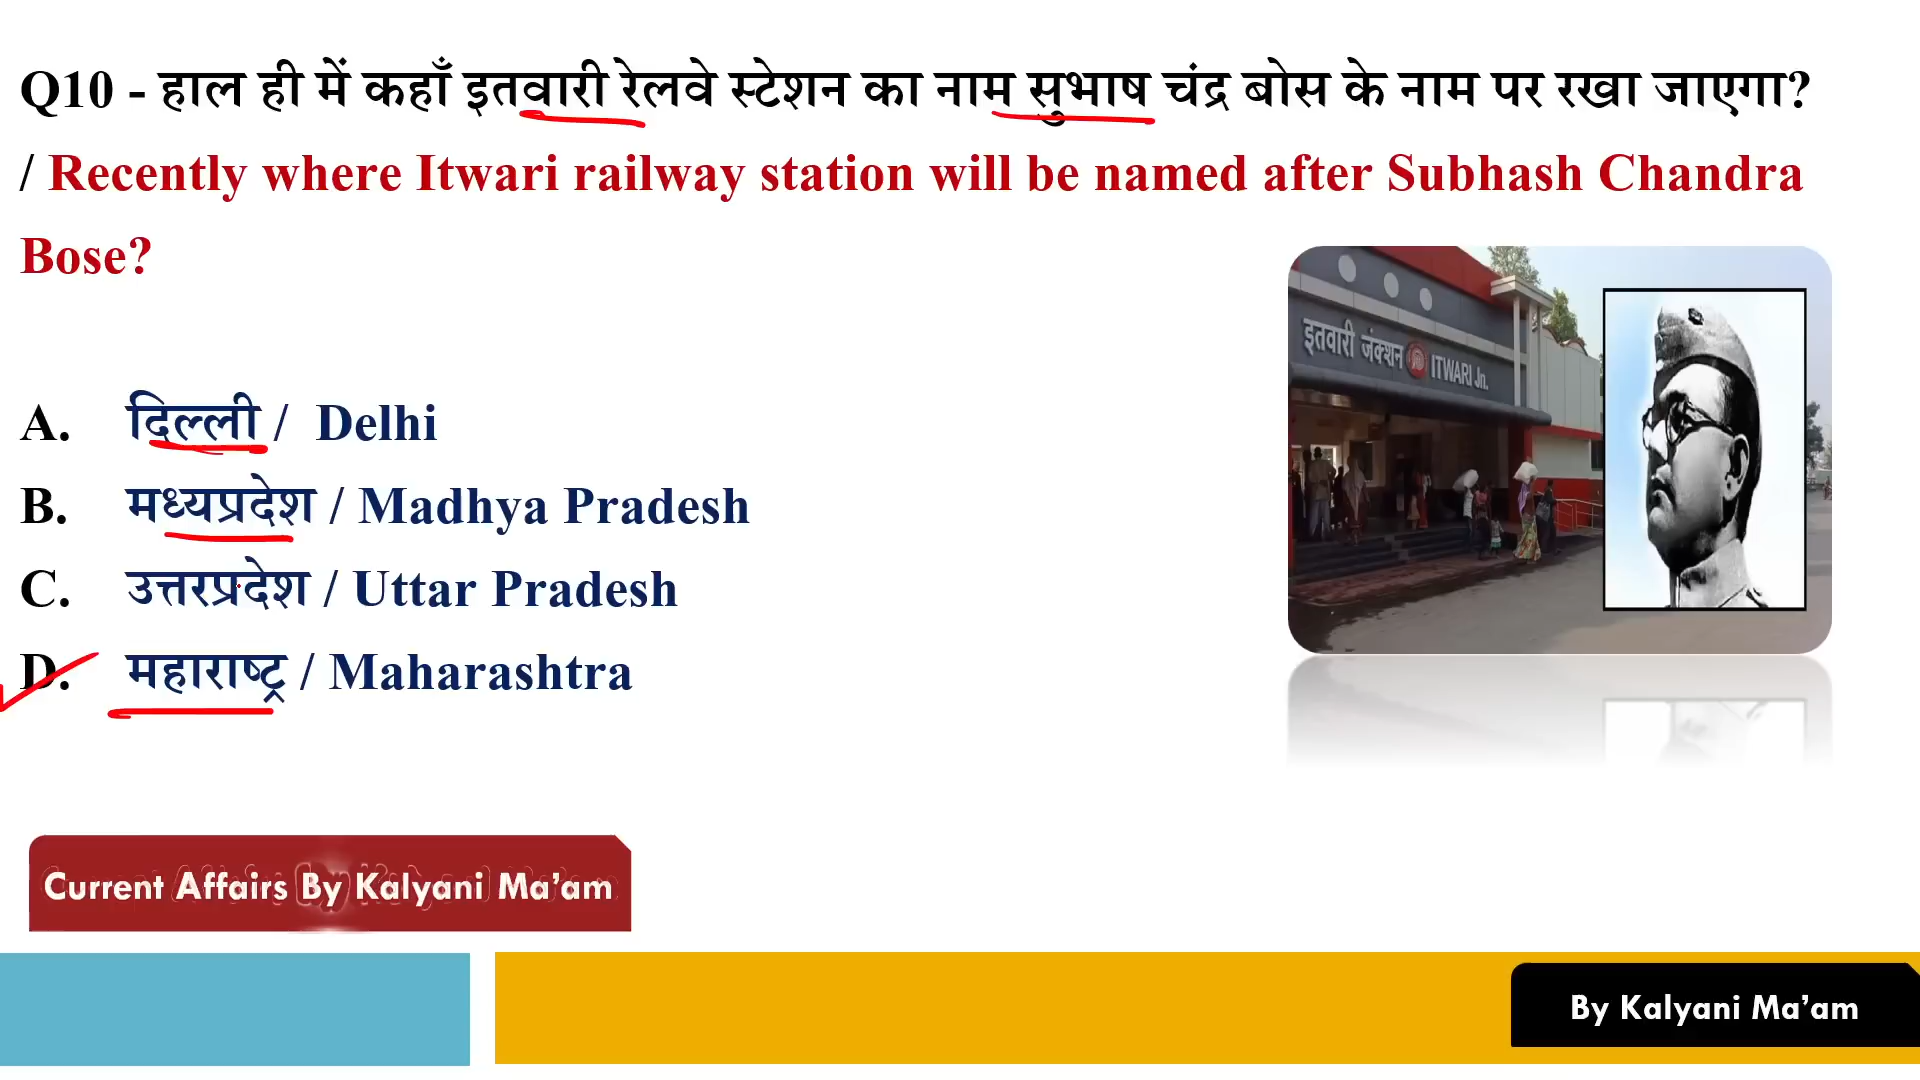 Q10 - हाल ही में कहाँ इतवारी रेलवे स्टेशन का नाम सुभाष चंद्र बोस के नाम पर रखा जाएगा?
/ Recently where Itwari railway station will be named after Subhash Chandra
Bose?
इतवारी जंक्शन ITWARI Jn.
A. दिल्ली / Delhi
B. मध्यप्रदेश / Madhya Pradesh
C. उत्तरप्रदेश / Uttar Pradesh
D. महाराष्ट्र / Maharashtra
Current Affairs By Kalyani Ma'am
By Kalyani Ma'am